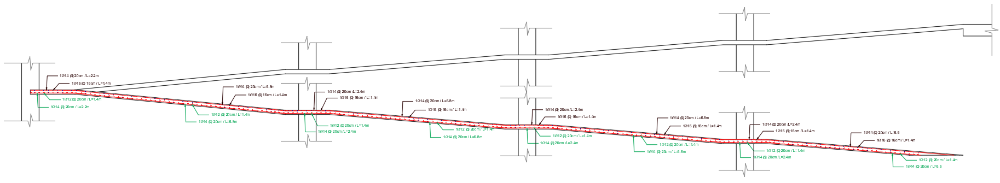 1Ø14 @ 20cm / L=2.2m
1Ø16 @ 16cm / L=1.4m
1Ø12 @ 20cm / L=1.4m
1Ø14 @ 20cm / L=2.2m
1Ø14 @ 20cm / L=6.8m
1Ø16 @ 16cm / L=1.4m
1Ø12 @ 20cm / L=1.4m
1Ø14 @ 20cm / L=6.8m
1Ø14 @ 20cm /L=2.4m
1Ø16 @ 16cm / L=1.4m
1Ø12 @ 20cm / L=1.4m
1Ø14 @ 20cm /L=2.4m
1Ø14 @ 20cm / L=6.8m
1Ø16 @ 16cm / L=1.4m
1Ø12 @ 20cm / L=1.4m
1Ø14 @ 20cm / L=6.8m
1Ø14 @ 20cm /L=2.4m
1Ø16 @ 16cm / L=1.4m
1Ø12 @ 20cm / L=1.4m
1Ø14 @ 20cm /L=2.4m
1Ø14 @ 20cm / L=6.8m
1Ø16 @ 16cm / L=1.4m
1Ø12 @ 20cm / L=1.4m
1Ø14 @ 20cm / L=6.8m
1Ø14 @ 20cm /L=2.4m
1Ø16 @ 16cm / L=1.4m
1Ø12 @ 20cm / L=1.4m
1Ø14 @ 20cm /L=2.4m
1Ø14 @ 20cm / L=6.6
1Ø16 @ 16cm / L=1.4m
1Ø12 @ 20cm / L=1.4m
1Ø14 @ 20cm / L=6.6